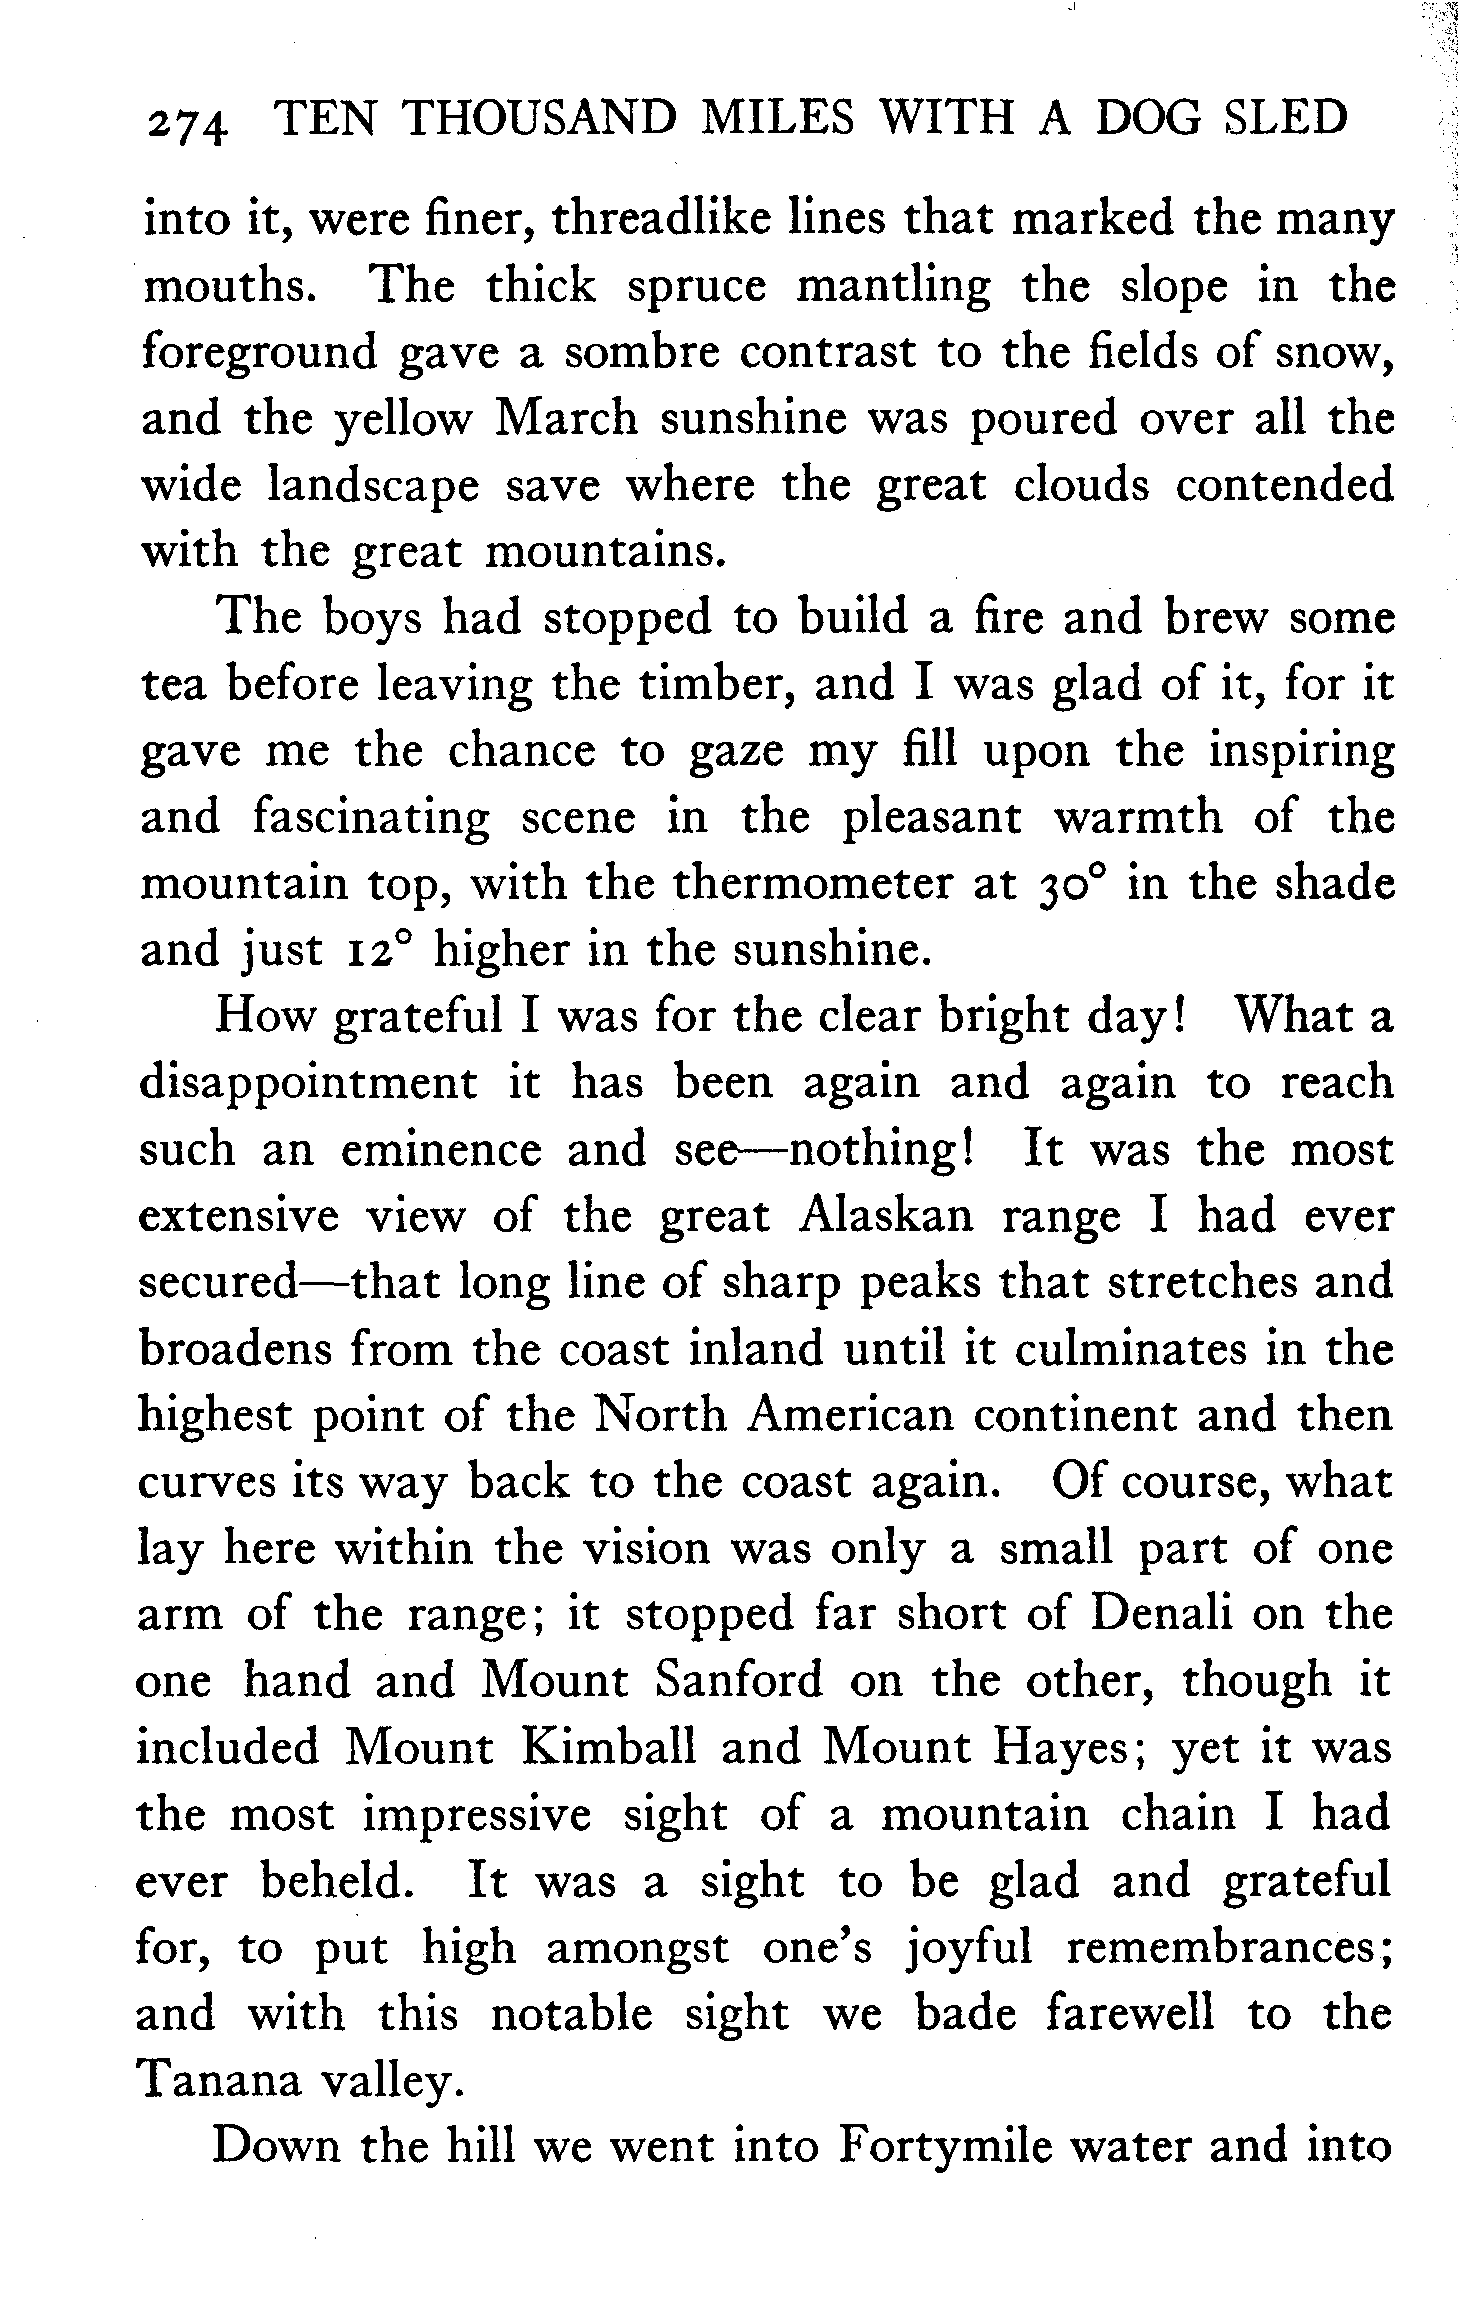 274 TEN THOUSAND MILES WITH A DOG SLED
into it, were finer, threadlike lines that marked the many
mouths. The thick spruce mantling the slope in the
foreground gave a sombre contrast to the fields of snow,
and the yellow March sunshine was poured over all the
wide landscape save where the great clouds contended
with the great mountains.
The boys had stopped to build a fire and brew some
tea before leaving the timber, and I was glad of it, for it
gave me the chance to gaze my fill upon the inspiring
and fascinating scene in the pleasant warmth of the
mountain top, with the thermometer at 30° in the shade
and just 12° higher in the sunshine.
How grateful I was for the clear bright day! What a
disappointment it has been again and again to reach
such an eminence and see—nothing! It was the most
extensive view of the great Alaskan range I had ever
secured—that long line of sharp peaks that stretches and
broadens from the coast inland until it culminates in the
highest point of the North American continent and then
curves its way back to the coast again. Of course, what
lay here within the vision was only a small part of one
arm of the range; it stopped far short of Denali on the
one hand and Mount Sanford on the other, though it
included Mount Kimball and Mount Hayes; yet it was
the most impressive sight of a mountain chain I had
ever beheld. It was a sight to be glad and grateful
for, to put high amongst one's joyful remembrances;
and with this notable sight we bade farewell to the
Tanana valley.
Down the hill we went into Fortymile water and into